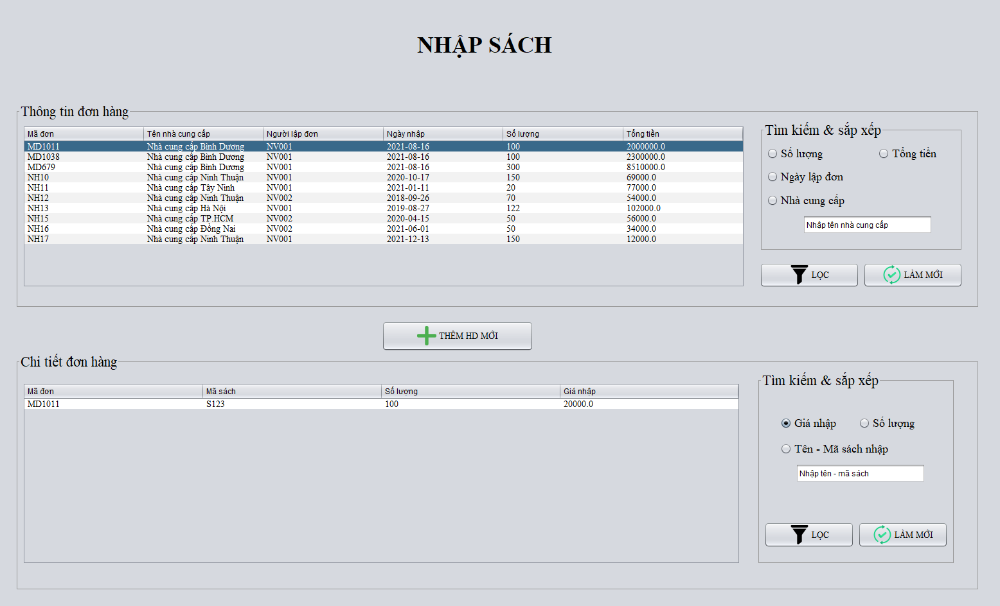 NHẬP SÁCH
Thông tin đơn hàng
Mã đơn Tên nhà cung cấp Người lập đơn Ngày nhập Số lượng Tổng tiền
MD1011 Nhà cung cấp Bình Dương NV001 2021-08-16 100 2000000.0
MD1038 Nhà cung cấp Bình Dương NV001 2021-08-16 100 2300000.0
MD679 Nhà cung cấp Bình Dương NV001 2021-08-16 300 8510000.0
NH10 Nhà cung cấp Ninh Thuận NV001 2020-10-17 150 69000.0
NH11 Nhà cung cấp Tây Ninh NV001 2021-01-11 20 77000.0
NH12 Nhà cung cấp Ninh Thuận NV002 2018-09-26 70 54000.0
NH13 Nhà cung cấp Hà Nội NV001 2019-08-27 122 102000.0
NH15 Nhà cung cấp TP.HCM NV002 2020-04-15 50 56000.0
NH16 Nhà cung cấp Đồng Nai NV002 2021-06-01 50 34000.0
NH17 Nhà cung cấp Ninh Thuận NV001 2021-12-13 150 12000.0
Tìm kiếm & sắp xếp
Số lượng Tổng tiền
Ngày lập đơn
Nhà cung cấp
Nhập tên nhà cung cấp
LỌC LÀM MỚI
THÊM HD MỚI
Chi tiết đơn hàng
Mã đơn Mã sách Số lượng Giá nhập
MD1011 S123 100 20000.0
Tìm kiếm & sắp xếp
Giá nhập Số lượng
Tên - Mã sách nhập
Nhập tên - mã sách
LỌC LÀM MỚI